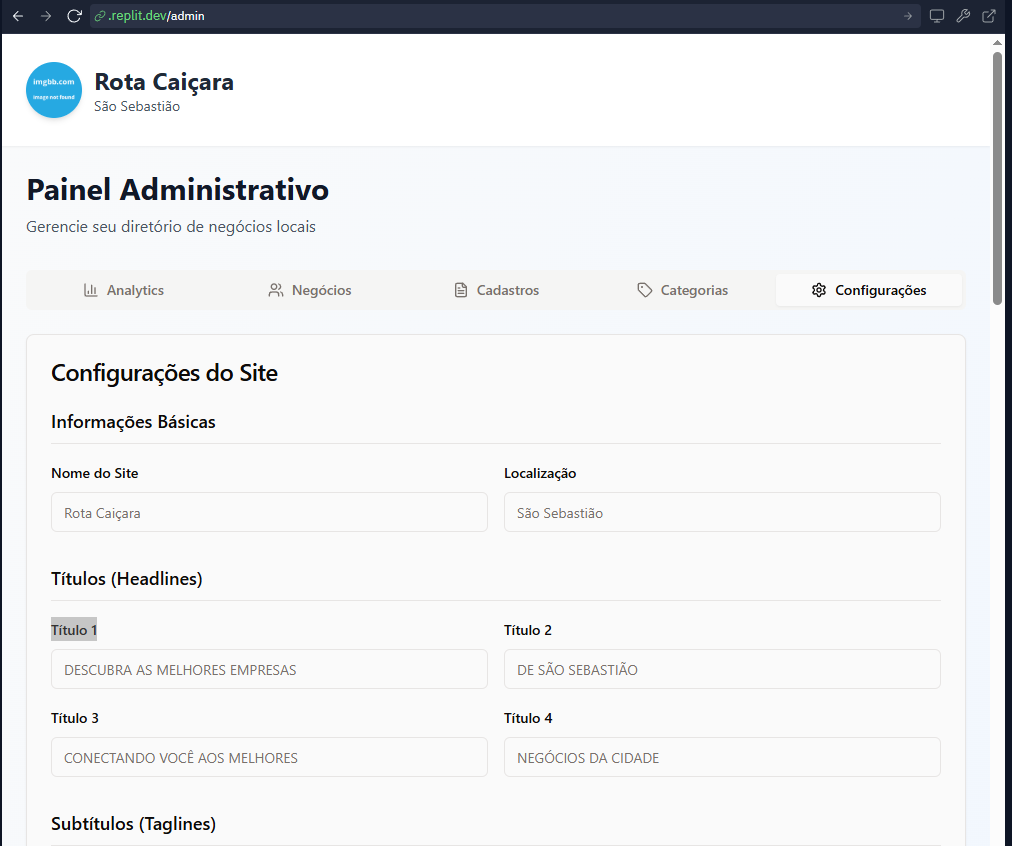 .replit.dev/admin
imgbb.com
image not found
Rota Caiçara
São Sebastião
Painel Administrativo
Gerencie seu diretório de negócios locais
Analytics Negócios Cadastros Categorias Configurações
Configurações do Site
Informações Básicas
Nome do Site Localização
Rota Caiçara São Sebastião
Títulos (Headlines)
Título 1 Título 2
DESCUBRA AS MELHORES EMPRESAS DE SÃO SEBASTIÃO
Título 3 Título 4
CONECTANDO VOCÊ AOS MELHORES NEGÓCIOS DA CIDADE
Subtítulos (Taglines)